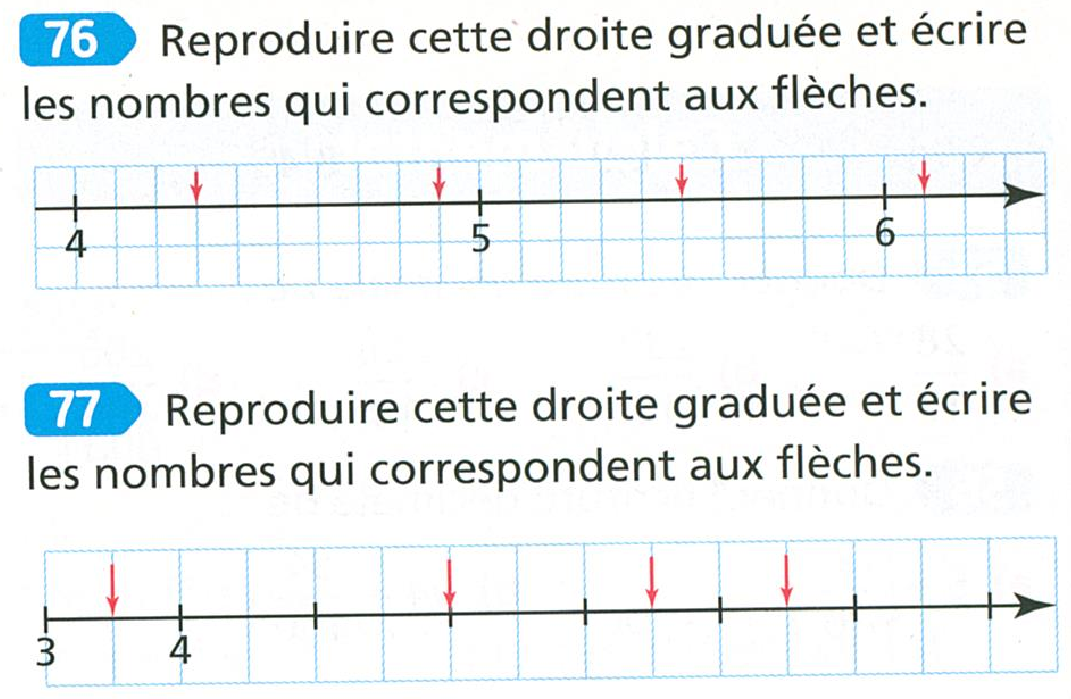 76 Reproduire cette droite graduée et écrire
les nombres qui correspondent aux flèches.
4 5 6
77 Reproduire cette droite graduée et écrire
les nombres qui correspondent aux flèches.
3 4